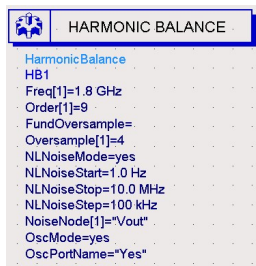 HARMONIC BALANCE
HarmonicBalance
HB1
Freq[1]=1.8 GHz
Order[1]=9
FundOversample=
Oversample[1]=4
NLNoiseMode=yes
NLNoiseStart=1.0 Hz
NLNoiseStop=10.0 MHz
NLNoiseStep=100 kHz
NoiseNode[1]="Vout"
OscMode=yes
OscPortName="Yes"